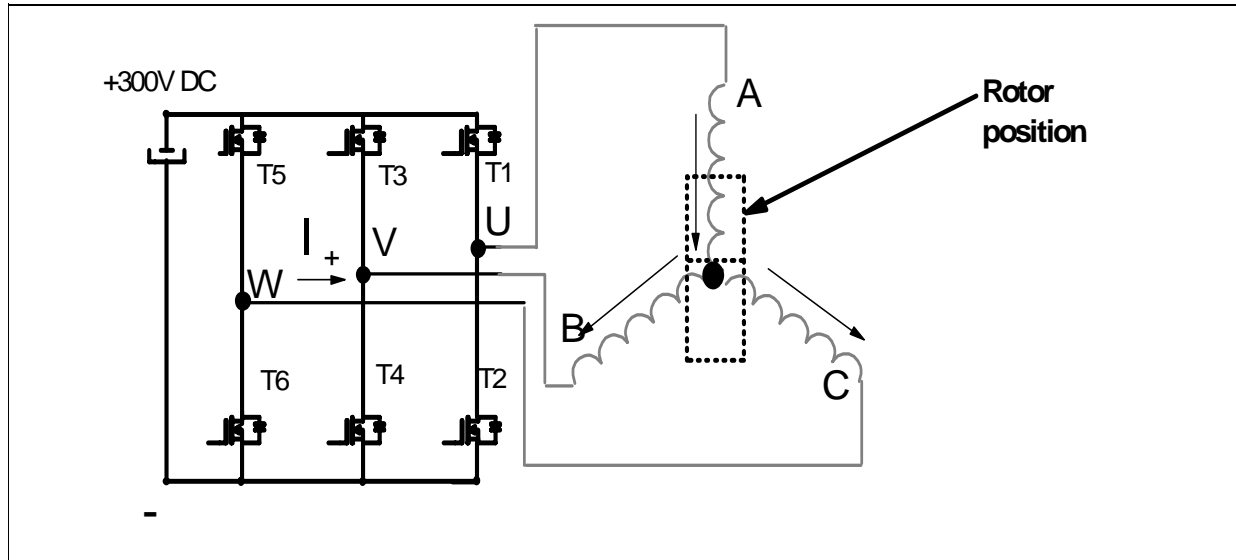 +300V DC
A
Rotor
position
T5
T3
T1
U
I
+
V
W
B
C
T6
T4
T2
-